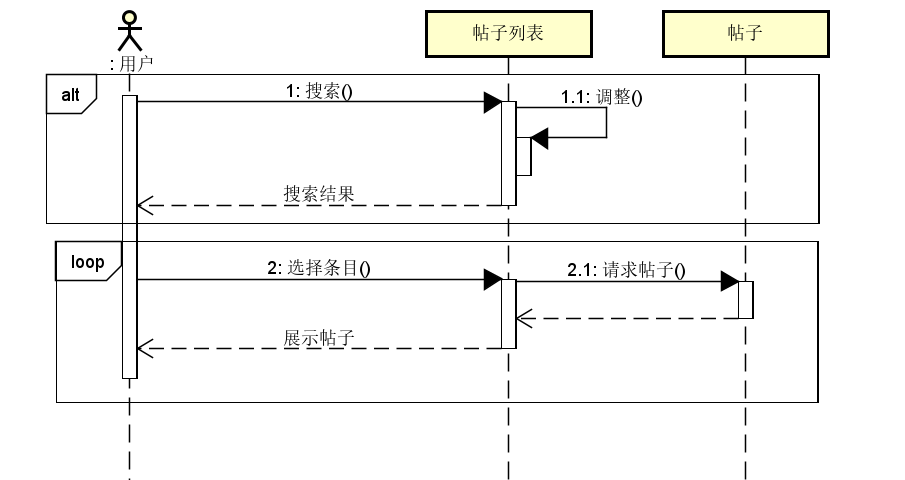 帖子列表
帖子
: 用户
alt
1: 搜索()
1.1: 调整()
搜索结果
loop
2: 选择条目()
2.1: 请求帖子()
展示帖子